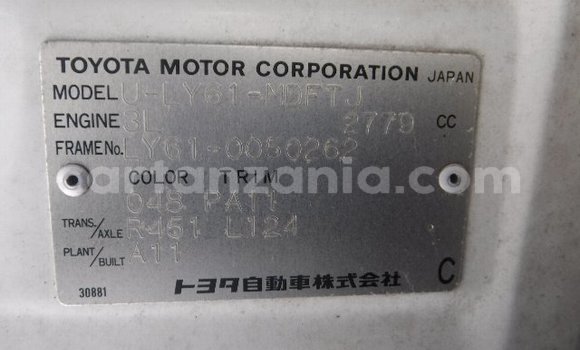 TOYOTA MOTOR CORPORATION JAPAN
MODEL U-LY61-MDFTJ
ENGINE 3L 2779 CC
FRAME No. LY61-0050262
COLOR TRIM
045 PAT1
TRANS./AXLE R451 L124
PLANT/BUILT A11
トヨタ自動車株式会社
30881 C